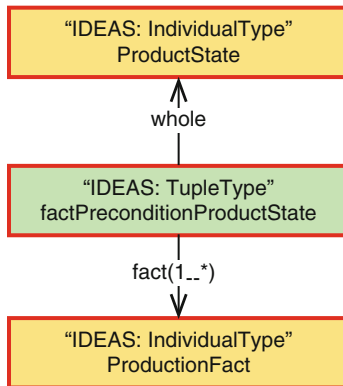 “IDEAS: IndividualType”
ProductState
whole
“IDEAS: TupleType”
factPreconditionProductState
fact(1--*)
“IDEAS: IndividualType”
ProductionFact